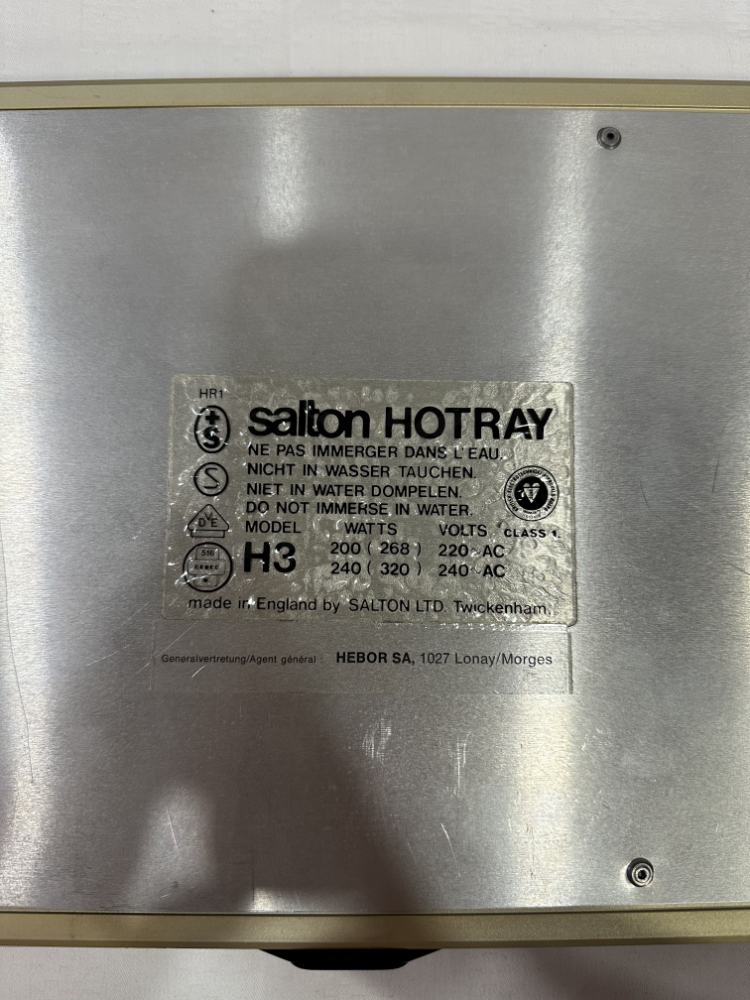 HR1
+S
salton HOTRAY
NE PAS IMMERGER DANS L'EAU.
NICHT IN WASSER TAUCHEN.
NIET IN WATER DOMPELEN.
DO NOT IMMERSE IN WATER.
MODEL WATTS VOLTS CLASS 1.
H3 200 ( 268 ) 220~AC
240 ( 320 ) 240~AC
S
DVE
made in England by SALTON LTD. Twickenham.
Generalvertretung/Agent général : HEBOR SA, 1027 Lonay/Morges